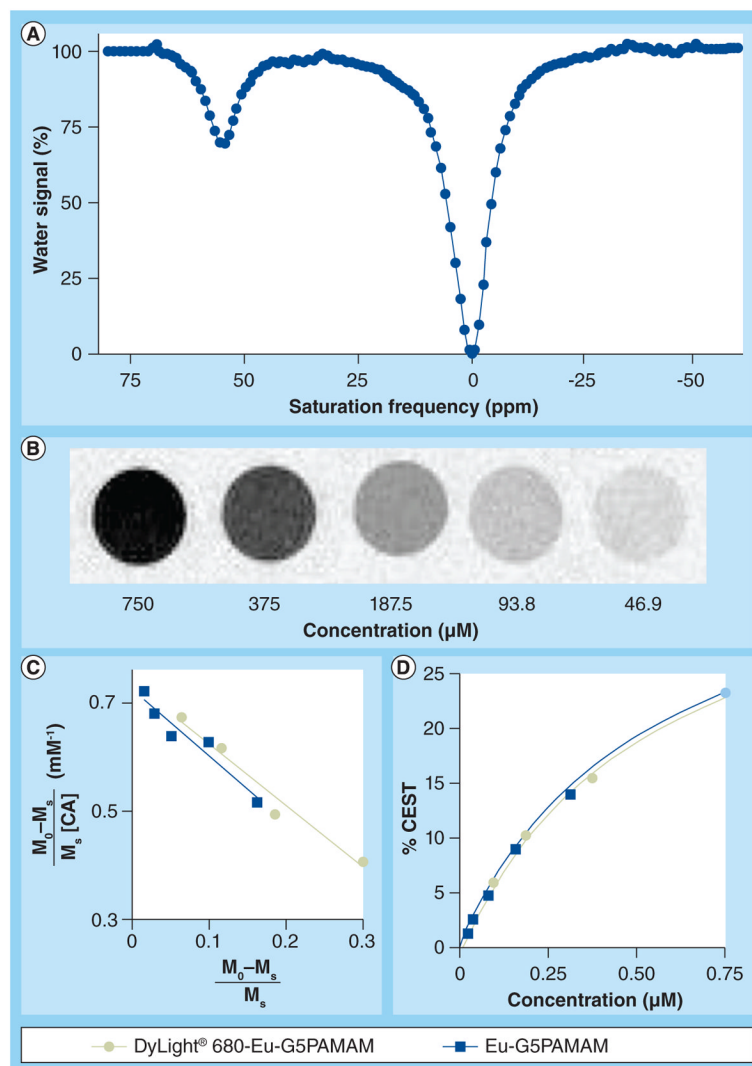 A
100
75
50
25
0
Water signal (%)
75 50 25 0 -25 -50
Saturation frequency (ppm)
B
750 375 1875 93.8 46.9
Concentration (µM)
C
M₀–Mₛ
Mₛ [CA]
(mM⁻¹)
0.7
0.5
0.3
0 0.1 0.2 0.3
M₀–Mₛ
Mₛ
D
% CEST
25
20
15
10
5
0
0 0.25 0.50 0.75
Concentration (µM)
DyLight® 680-Eu-G5PAMAM Eu-G5PAMAM